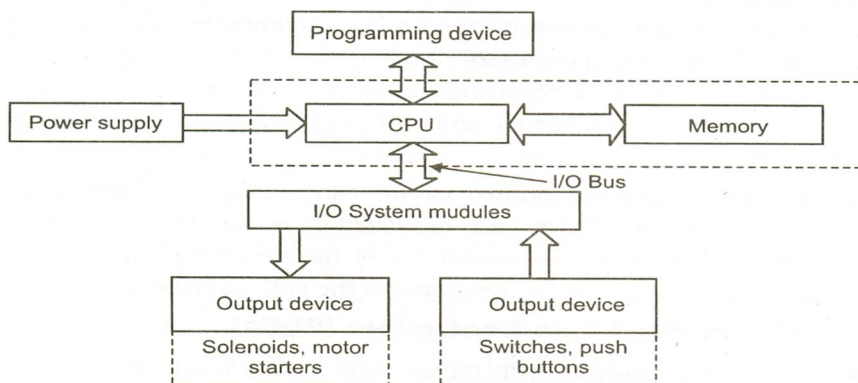 Programming device
Power supply
CPU
Memory
I/O Bus
I/O System mudules
Output device
Output device
Solenoids, motor
starters
Switches, push
buttons